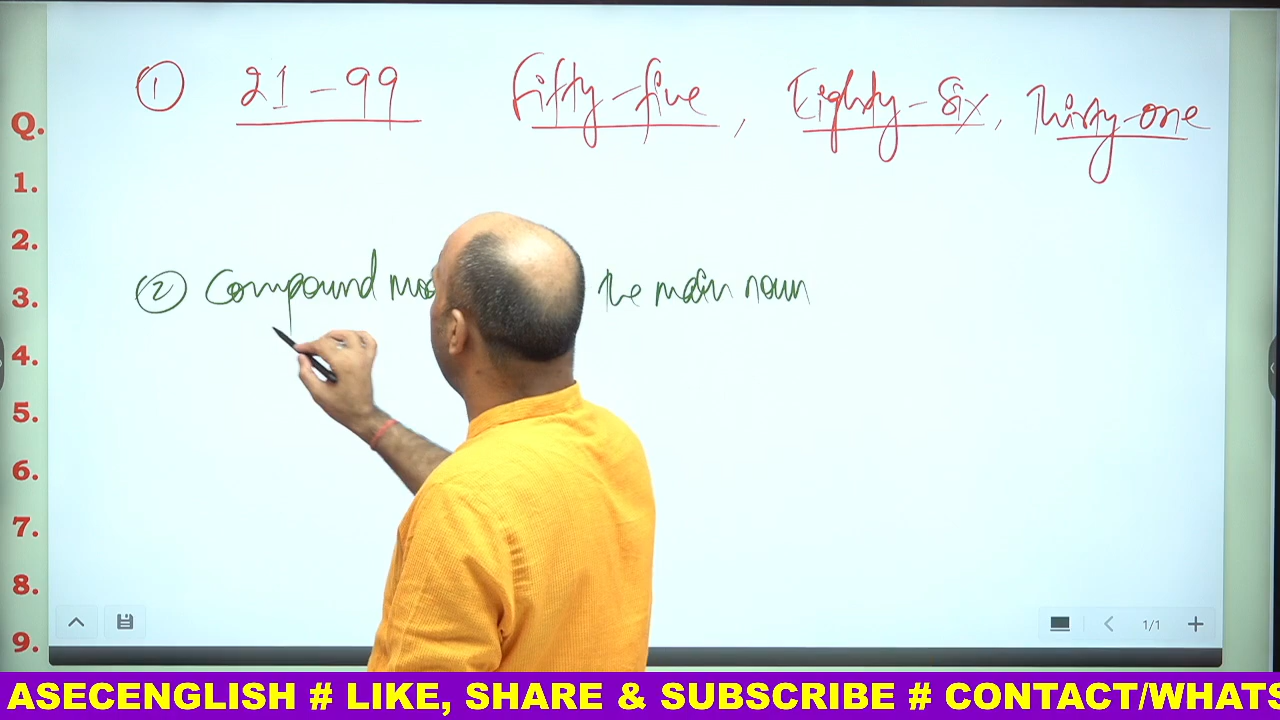 ① 21 – 99 Fifty-five, Eighty-Six, Thirty-one
② Compound the main noun
Q.
1.
2.
3.
4.
5.
6.
7.
8.
9.
1/1
ASECENGLISH # LIKE, SHARE & SUBSCRIBE # CONTACT/WHATS